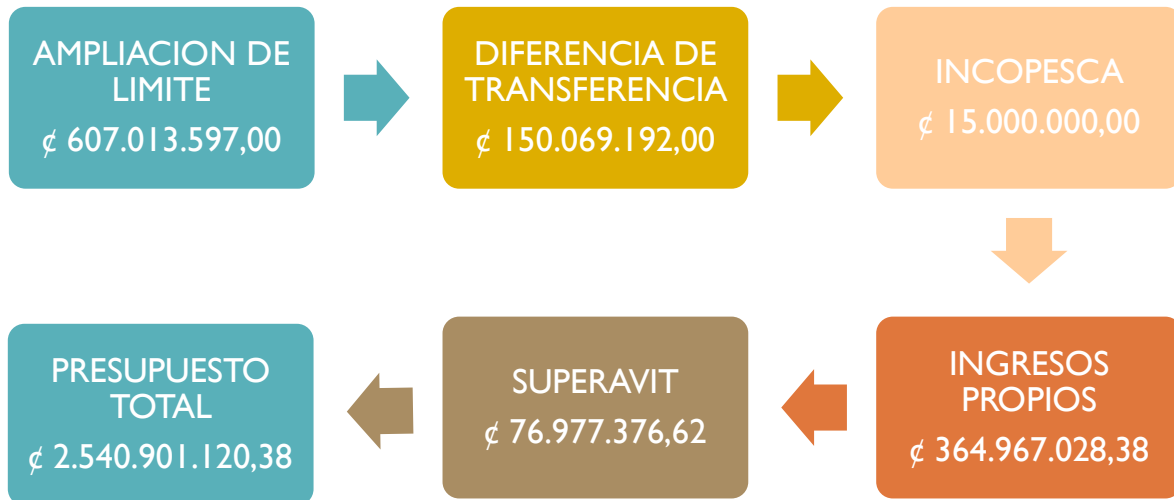 AMPLIACION DE
LIMITE
¢ 607.013.597,00
DIFERENCIA DE
TRANSFERENCIA
¢ 150.069.192,00
INCOPESCA
¢ 15.000.000,00
INGRESOS
PROPIOS
¢ 364.967.028,38
SUPERAVIT
¢ 76.977.376,62
PRESUPUESTO
TOTAL
¢ 2.540.901.120,38